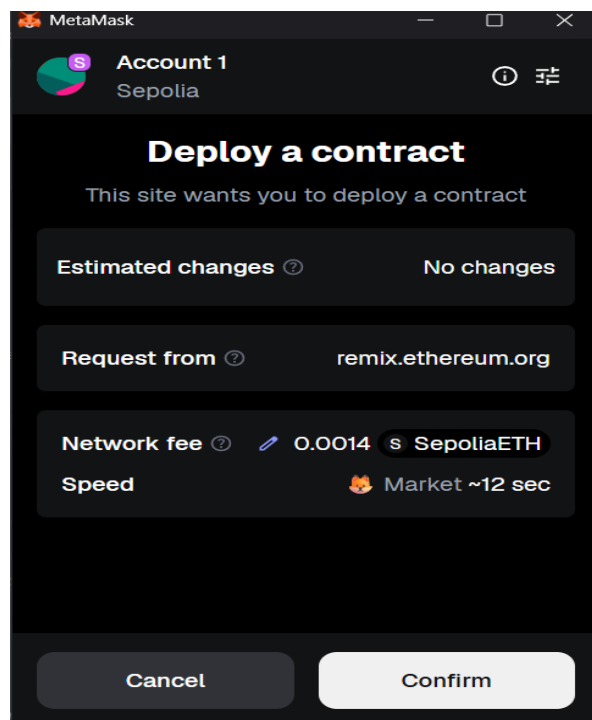 MetaMask
S
Account 1
Sepolia
Deploy a contract
This site wants you to deploy a contract
Estimated changes ? No changes
Request from ? remix.ethereum.org
Network fee ? 0.0014 S SepoliaETH
Speed Market ~12 sec
Cancel Confirm